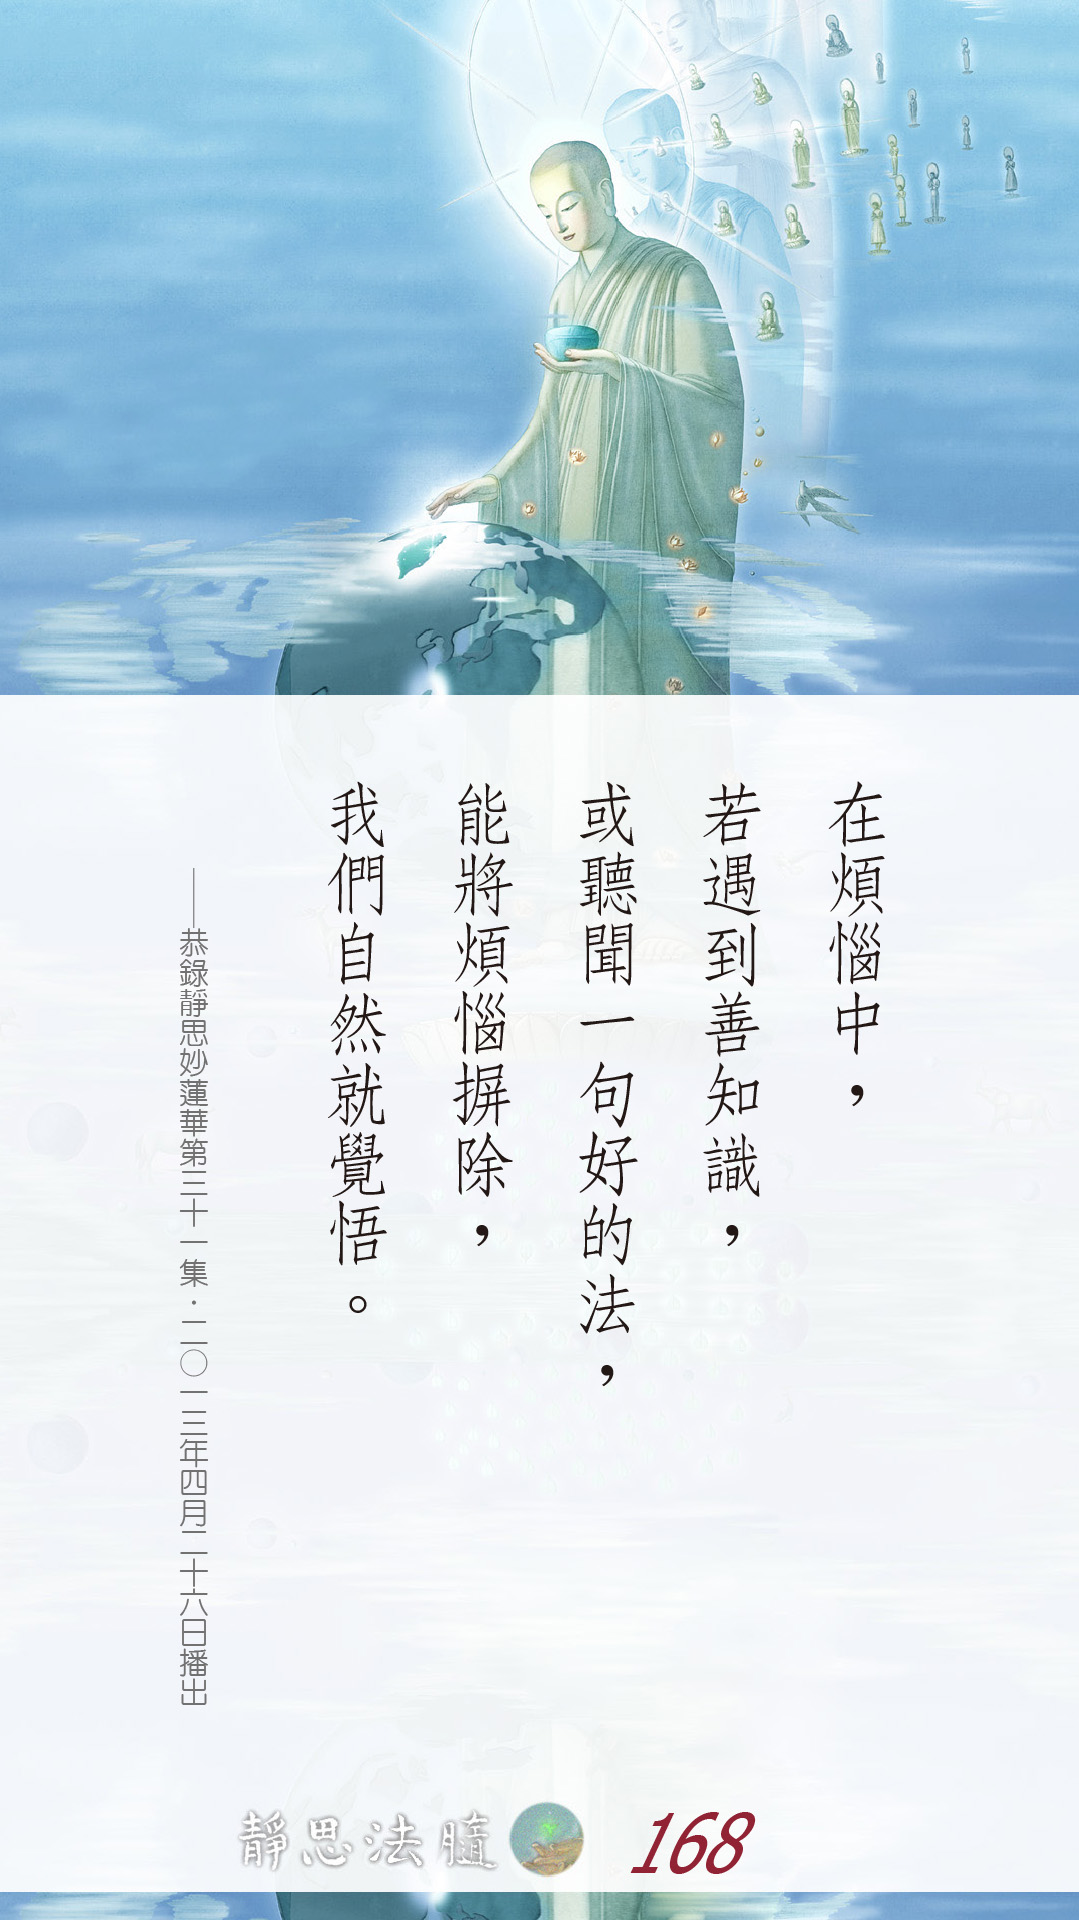 在煩惱中，
若遇到善知識，
或聽聞一句好的法，
能將煩惱摒除，
我們自然就覺悟。
——恭錄靜思妙蓮華第三十一集·二〇一三年四月二十六日播出
靜思法髓 168